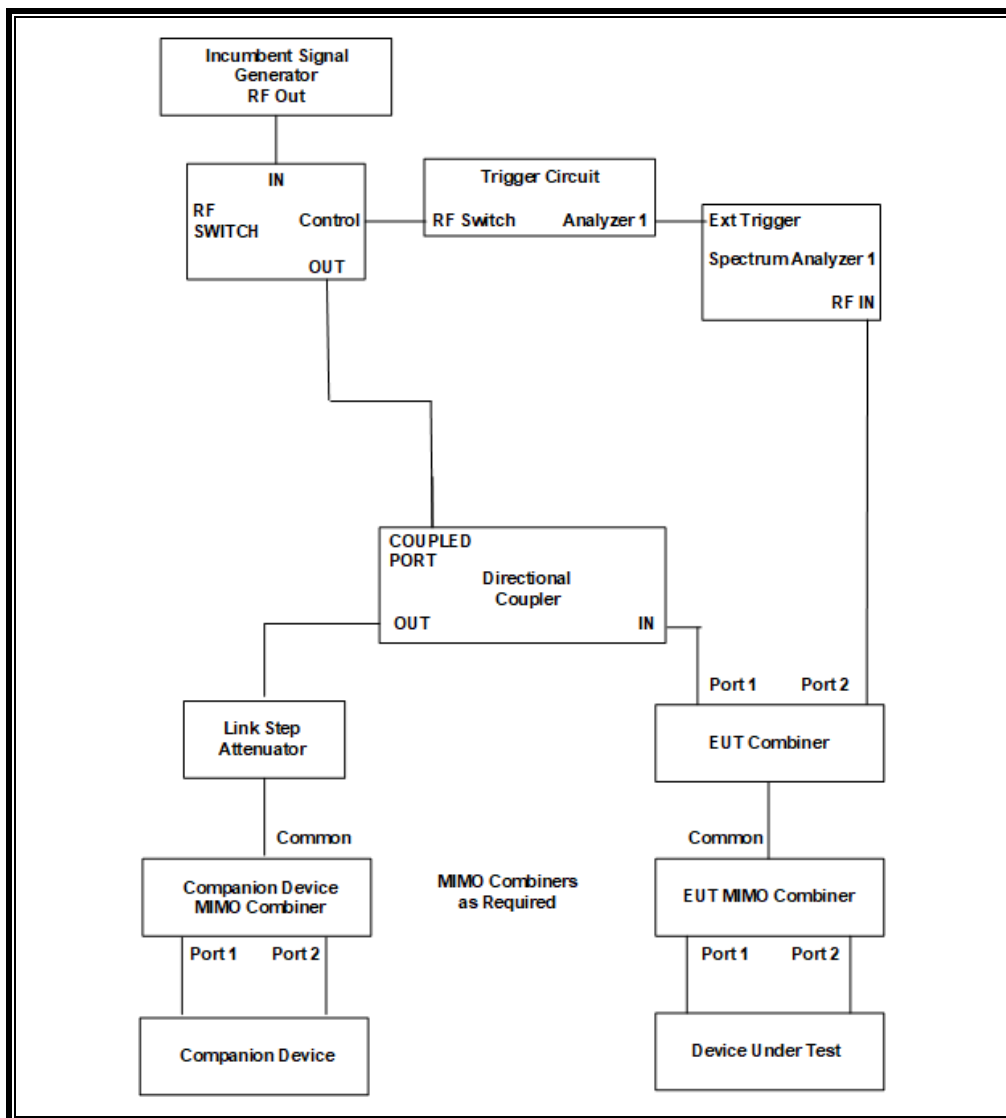 Incumbent Signal
Generator
RF Out
IN
RF
SWITCH
Control
OUT
Trigger Circuit
RF Switch
Analyzer 1
Ext Trigger
Spectrum Analyzer 1
RF IN
COUPLED
PORT
Directional
Coupler
OUT
IN
Port 1
Port 2
Link Step
Attenuator
EUT Combiner
Common
Common
Companion Device
MIMO Combiner
MIMO Combiners
as Required
EUT MIMO Combiner
Port 1
Port 2
Port 1
Port 2
Companion Device
Device Under Test